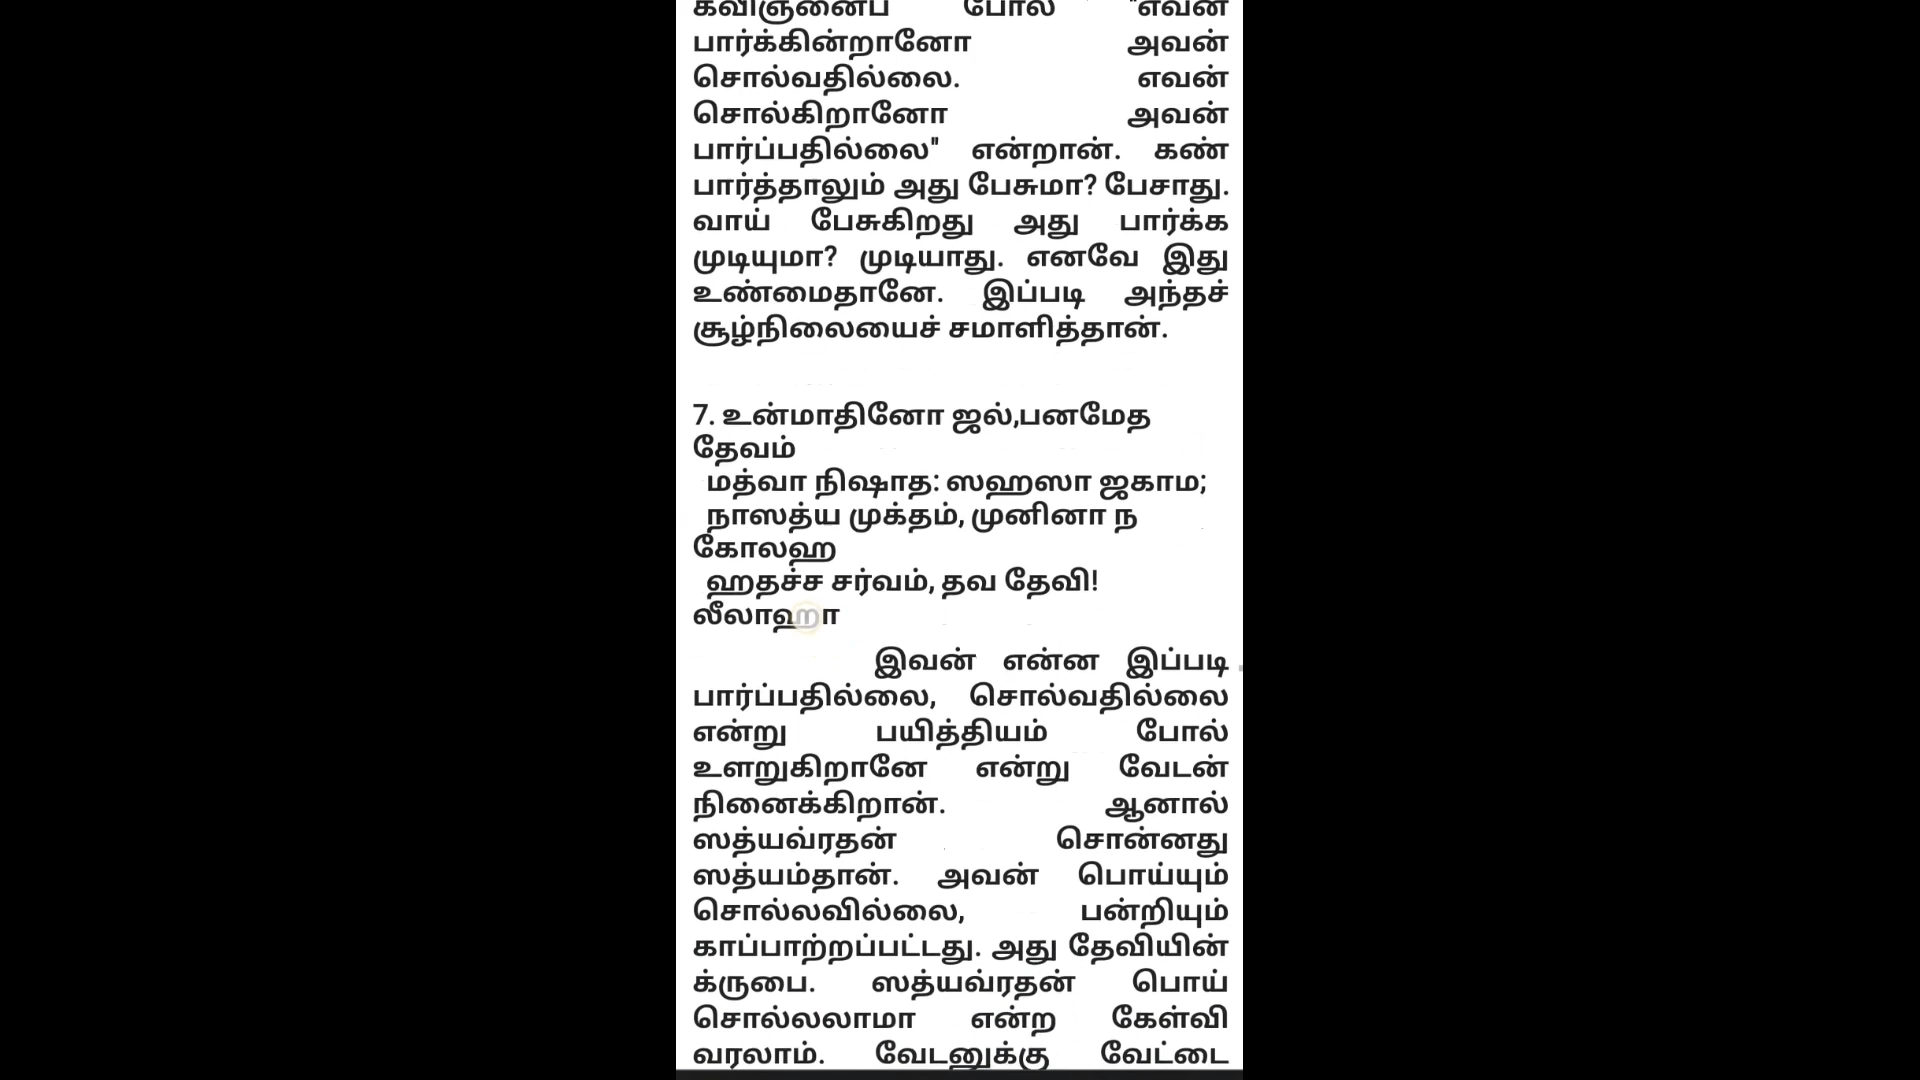 கவிஞனைப் போல "எவன்
பார்க்கின்றானோ அவன்
சொல்வதில்லை. எவன்
சொல்கிறானோ அவன்
பார்ப்பதில்லை" என்றான். கண்
பார்த்தாலும் அது பேசுமா? பேசாது.
வாய் பேசுகிறது அது பார்க்க
முடியுமா? முடியாது. எனவே இது
உண்மைதானே. இப்படி அந்தச்
சூழ்நிலையைச் சமாளித்தான்.
7. உன்மாதினோ ஜல்,பனமேத
தேவம்
மத்வா நிஷாத: ஸஹஸா ஜகாம;
நாஸத்ய முக்தம், முனினா ந
கோலஹ
ஹதச்ச சர்வம், தவ தேவி!
லீலாஹா
இவன் என்ன இப்படி
பார்ப்பதில்லை, சொல்வதில்லை
என்று பயித்தியம் போல்
உளறுகிறானே என்று வேடன்
நினைக்கிறான். ஆனால்
ஸத்யவ்ரதன் சொன்னது
ஸத்யம்தான். அவன் பொய்யும்
சொல்லவில்லை, பன்றியும்
காப்பாற்றப்பட்டது. அது தேவியின்
க்ருபை. ஸத்யவ்ரதன் பொய்
சொல்லலாமா என்ற கேள்வி
வரலாம். வேடனுக்கு வேட்டை